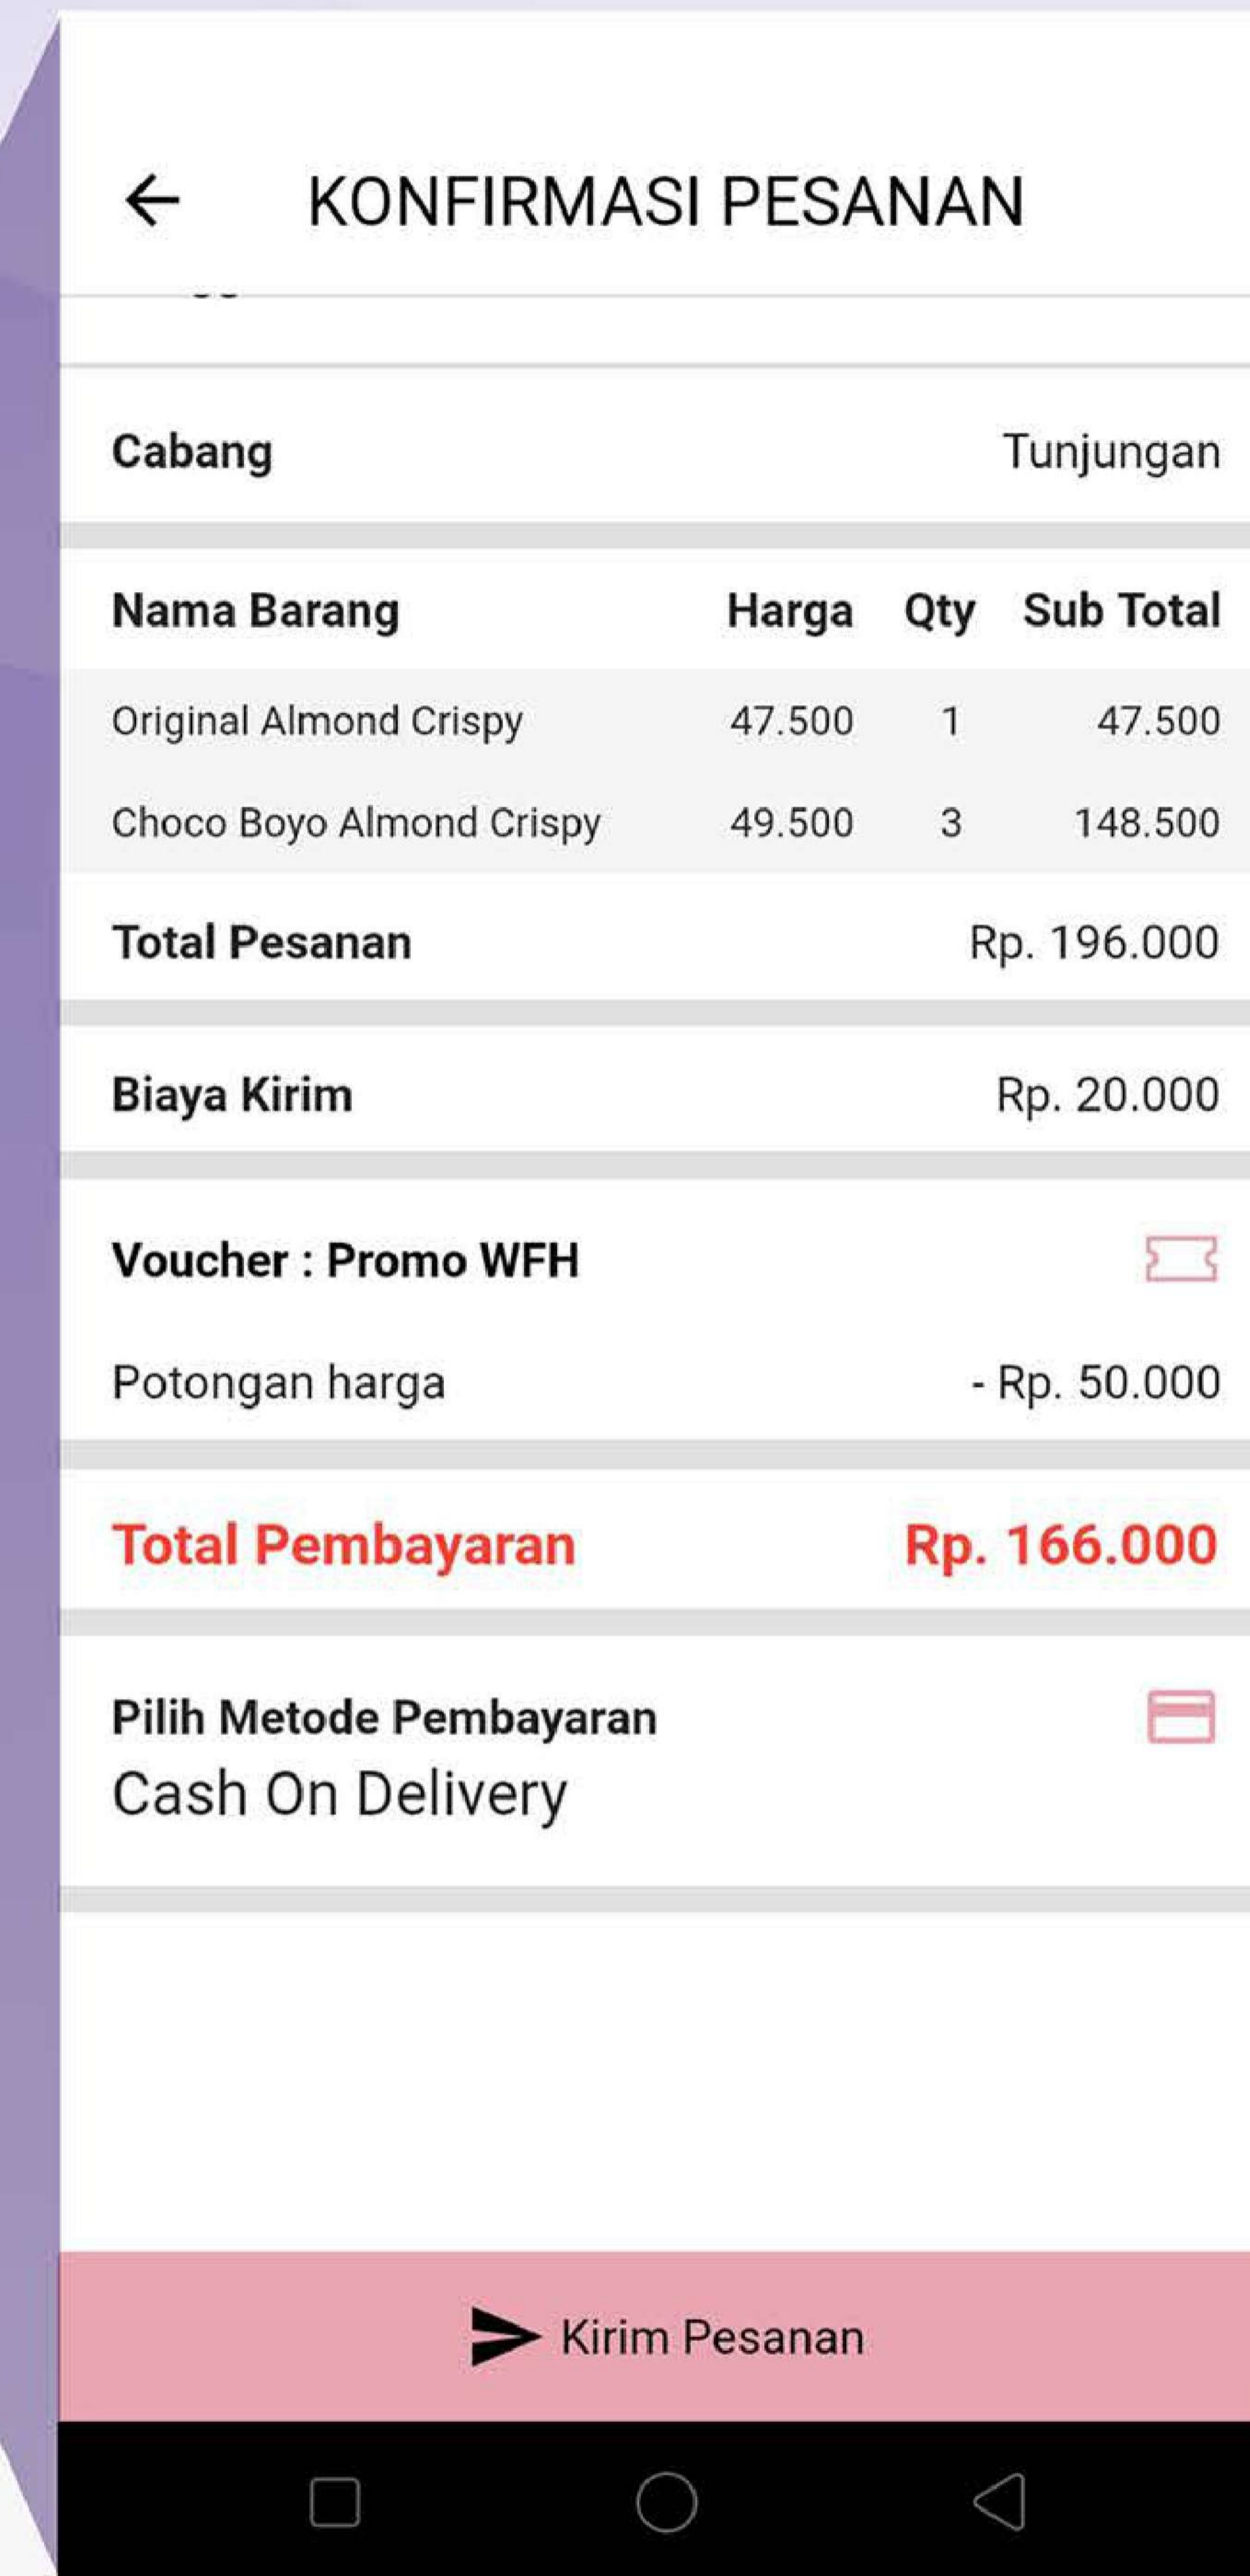 KONFIRMASI PESANAN
Cabang Tunjungan
Nama Barang Harga Qty Sub Total
Original Almond Crispy 47.500 1 47.500
Choco Boyo Almond Crispy 49.500 3 148.500
Total Pesanan Rp. 196.000
Biaya Kirim Rp. 20.000
Voucher : Promo WFH
Potongan harga - Rp. 50.000
Total Pembayaran Rp. 166.000
Pilih Metode Pembayaran
Cash On Delivery
Kirim Pesanan